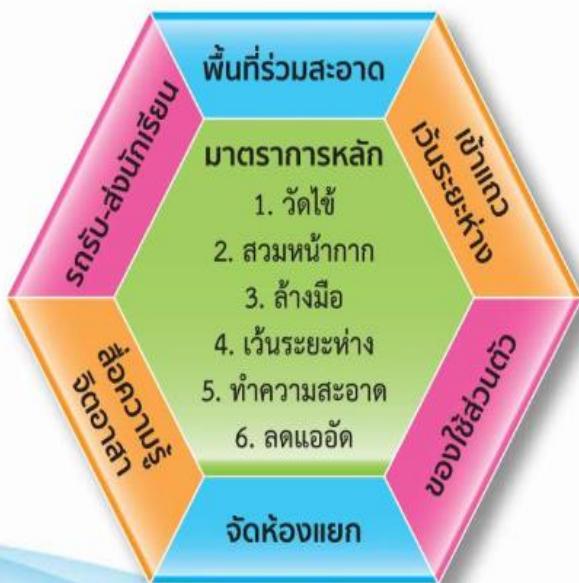 พื้นที่ร่วมสะอาด
เข้าแถว
เว้นระยะห่าง
ของใช้ส่วนตัว
จัดห้องแยก
สื่อความรู้
จิตอาสา
รถรับ-ส่งนักเรียน
มาตราการหลัก
1. วัดไข้
2. สวมหน้ากาก
3. ล้างมือ
4. เว้นระยะห่าง
5. ทำความสะอาด
6. ลดแออัด